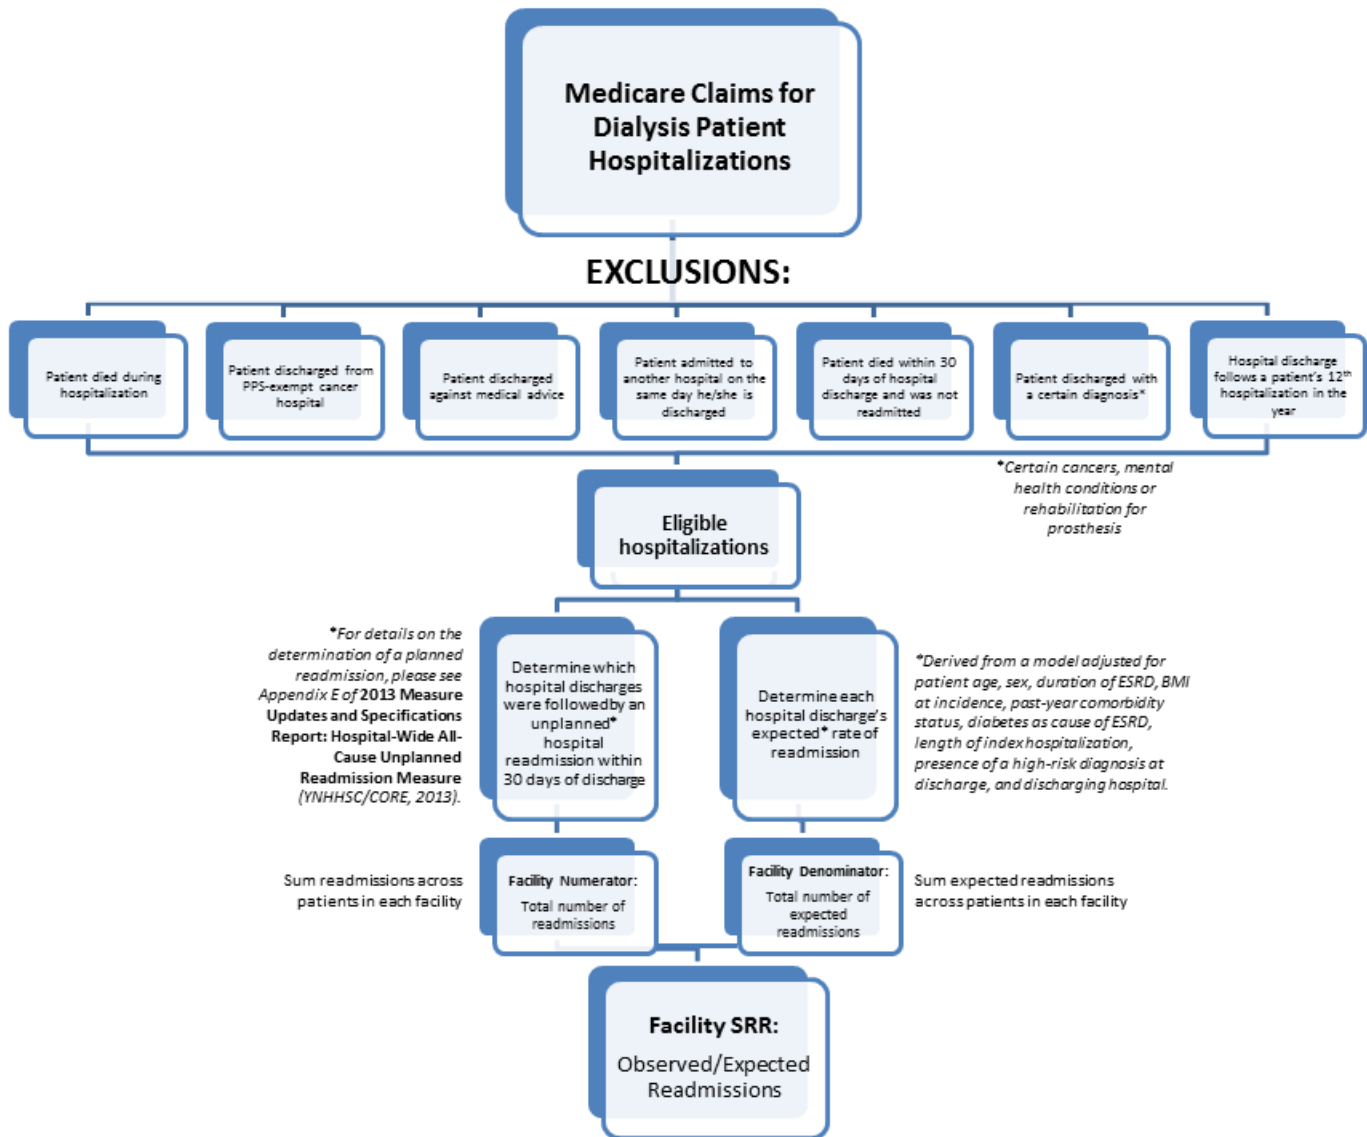 Medicare Claims for
Dialysis Patient
Hospitalizations
EXCLUSIONS:
Patient died during
hospitalization
Patient discharged from
PPS-exempt cancer
hospital
Patient discharged
against medical advice
Patient admitted to
another hospital on the
same day he/she is
discharged
Patient died within 30
days of hospital
discharge and was not
readmitted
Patient discharged with
a certain diagnosis*
Hospital discharge
follows a patient's 12th
hospitalization in the
year
*Certain cancers, mental
health conditions or
rehabilitation for
prosthesis
Eligible
hospitalizations
*For details on the
determination of a planned
readmission, please see
Appendix E of 2013 Measure
Updates and Specifications
Report: Hospital-Wide All-
Cause Unplanned
Readmission Measure
(YNHHSC/CORE, 2013).
Determine which
hospital discharges
were followedby an
unplanned*
hospital
readmission within
30 days of discharge
Determine each
hospital discharge's
expected* rate of
readmission
*Derived from a model adjusted for
patient age, sex, duration of ESRD, BMI
at incidence, past-year comorbidity
status, diabetes as cause of ESRD,
length of index hospitalization,
presence of a high-risk diagnosis at
discharge, and discharging hospital.
Sum readmissions across
patients in each facility
Facility Numerator:
Total number of
readmissions
Facility Denominator:
Total number of
expected
readmissions
Sum expected readmissions
across patients in each facility
Facility SRR:
Observed/Expected
Readmissions